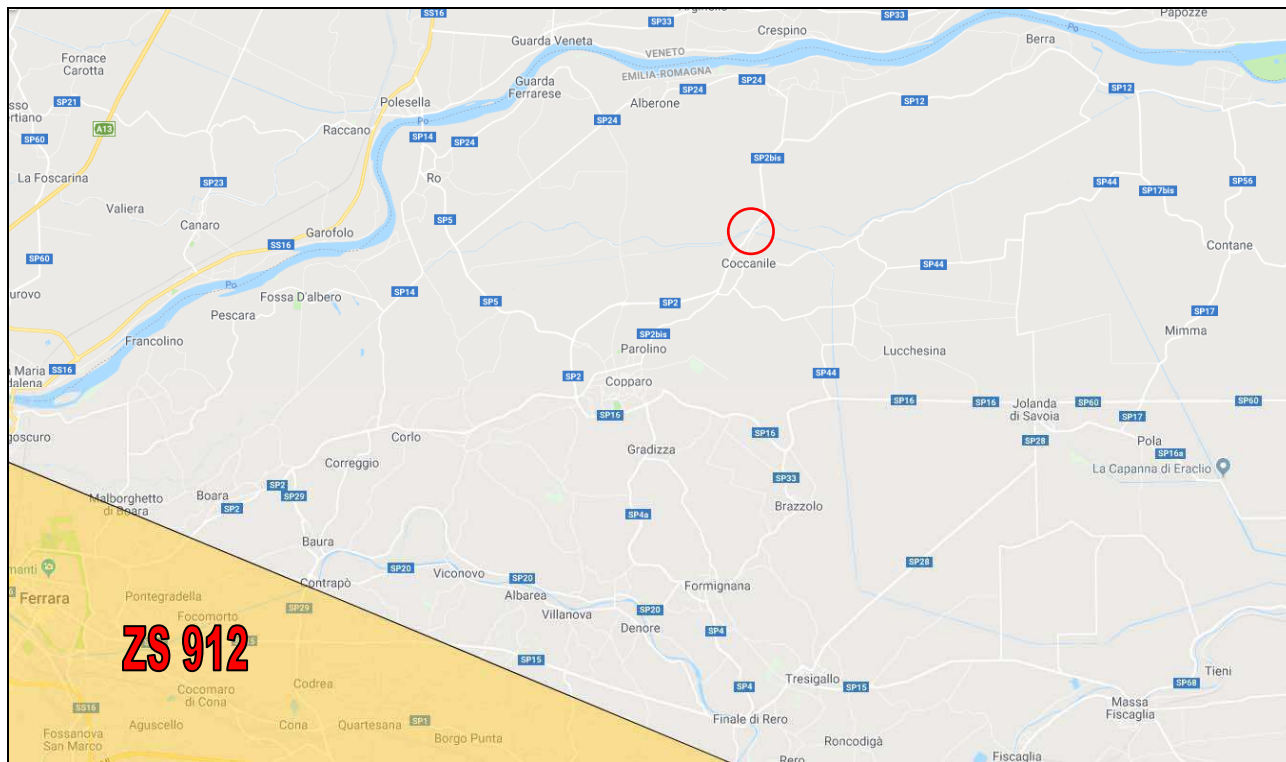 SS16
SP33
Crespino
SP33
Papozze
Guarda Veneta
VENETO
Po
Berra
Fornace
Carotta
EMILIA-ROMAGNA
SP24
Guarda
Ferrarese
SP24
SP12
SP12
Alberone
Polesella
SP21
A13
Raccano
Po
SP24
SP14
SP24
SP60
SP2bis
La Foscarina
SP23
Ro
SP44
SP17bis
SP56
Valiera
Canaro
SP5
Garofolo
SS16
Contane
SP60
Coccanile
SP44
Po
Fossa D'albero
SP14
SP5
SP2
SP17
Pescara
Mimma
Francolino
SP2bis
Parolino
Lucchesina
SS16
SP2
Copparo
SP44
SP16
SP16
Jolanda
di Savoia
SP60
SP60
SP16
SP17
Corlo
SP16
SP28
Pola
Gradizza
SP16a
Correggio
La Capanna di Eraclio
SP2
SP29
SP33
Malborghetto
di Boara
Boara
SP2
Brazzolo
SP4a
Baura
SP28
Contrapò
SP20
Viconovo
SP20
Ferrara
Pontegradella
Albarea
Formignana
SP29
Focomorto
Villanova
SP20
Denore
SP4
ZS 912
SP15
Tieni
Tresigallo
SP68
Codrea
SP4
SP15
Cocomaro
di Cona
Massa
Fiscaglia
SS16
Aguscello
Cona
Quartesana
SP1
Finale di Rero
Fossanova
San Marco
Borgo Punta
Roncodigà
Rero
Fiscaglia